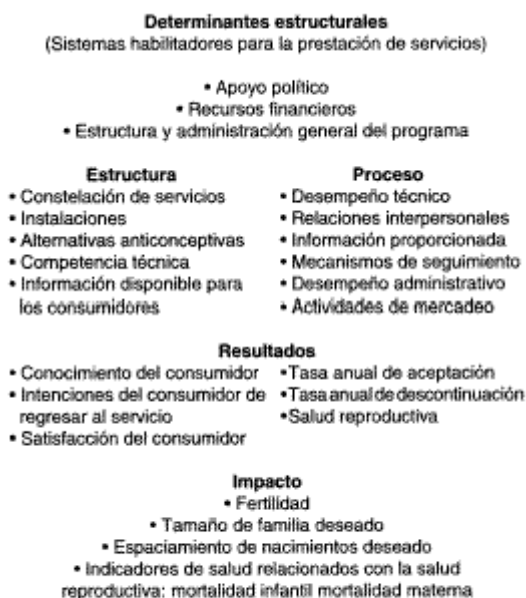 Determinantes estructurales
(Sistemas habilitadores para la prestación de servicios)
• Apoyo político
• Recursos financieros
• Estructura y administración general del programa
Estructura
• Constelación de servicios
• Instalaciones
• Alternativas anticonceptivas
• Competencia técnica
• Información disponible para
los consumidores
Proceso
• Desempeño técnico
• Relaciones interpersonales
• Información proporcionada
• Mecanismos de seguimiento
• Desempeño administrativo
• Actividades de mercadeo
Resultados
• Conocimiento del consumidor
• Intenciones del consumidor de
regresar al servicio
• Satisfacción del consumidor
• Tasa anual de aceptación
• Tasa anual de descontinuación
• Salud reproductiva
Impacto
• Fertilidad
• Tamaño de familia deseado
• Espaciamiento de nacimientos deseado
• Indicadores de salud relacionados con la salud
reproductiva: mortalidad infantil mortalidad materna